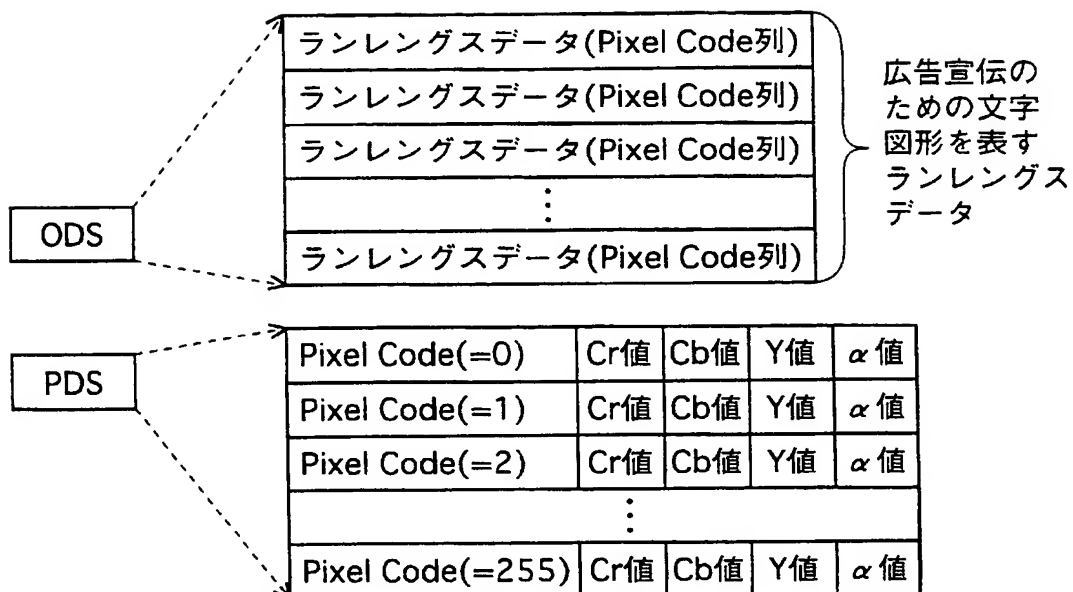 ランレングスデータ(Pixel Code列)
ランレングスデータ(Pixel Code列)
ランレングスデータ(Pixel Code列)
⋮
ランレングスデータ(Pixel Code列)
広告宣伝の
ための文字
図形を表す
ランレングス
データ
ODS
Pixel Code(=0) Cr値 Cb値 Y値 α値
Pixel Code(=1) Cr値 Cb値 Y値 α値
Pixel Code(=2) Cr値 Cb値 Y値 α値
⋮
Pixel Code(=255) Cr値 Cb値 Y値 α値
PDS